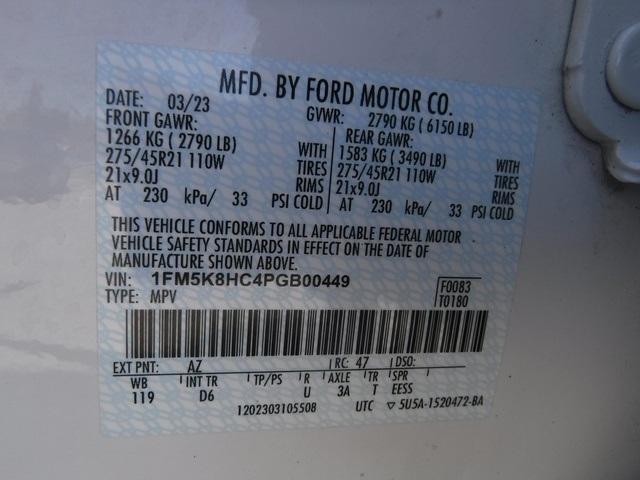 MFD. BY FORD MOTOR CO.
DATE: 03/23 GVWR: 2790 KG ( 6150 LB)
FRONT GAWR: REAR GAWR:
1266 KG ( 2790 LB) WITH 1583 KG ( 3490 LB) WITH
275/45R21 110W TIRES 275/45R21 110W TIRES
21x9.0J RIMS 21x9.0J RIMS
AT 230 kPa/ 33 PSI COLD AT 230 kPa/ 33 PSI COLD
THIS VEHICLE CONFORMS TO ALL APPLICABLE FEDERAL MOTOR
VEHICLE SAFETY STANDARDS IN EFFECT ON THE DATE OF
MANUFACTURE SHOWN ABOVE.
VIN: 1FM5K8HC4PGB00449 F0083
TYPE: MPV T0180
EXT PNT: AZ RC: 47 DSO:
WB INT TR TP/PS R AXLE TR SPR
119 D6 U 3A T EESS
1202303105508 UTC ▽ 5U5A-1520472-BA